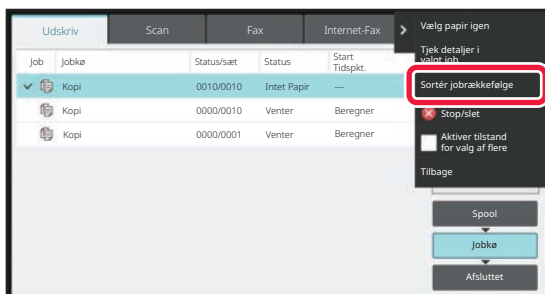 Udskriv
Scan
Fax
Internet-Fax
Job
Jobkø
Status/sæt
Status
Start
Tidspkt.
Kopi
0010/0010
Intet Papir
---
Kopi
0000/0010
Venter
Beregner
Kopi
0000/0001
Venter
Beregner
Vælg papir igen
Tjek detaljer i
valgt job
Sortér jobrækkefølge
Stop/slet
Aktiver tilstand
for valg af flere
Tilbage
Spool
Jobkø
Afsluttet